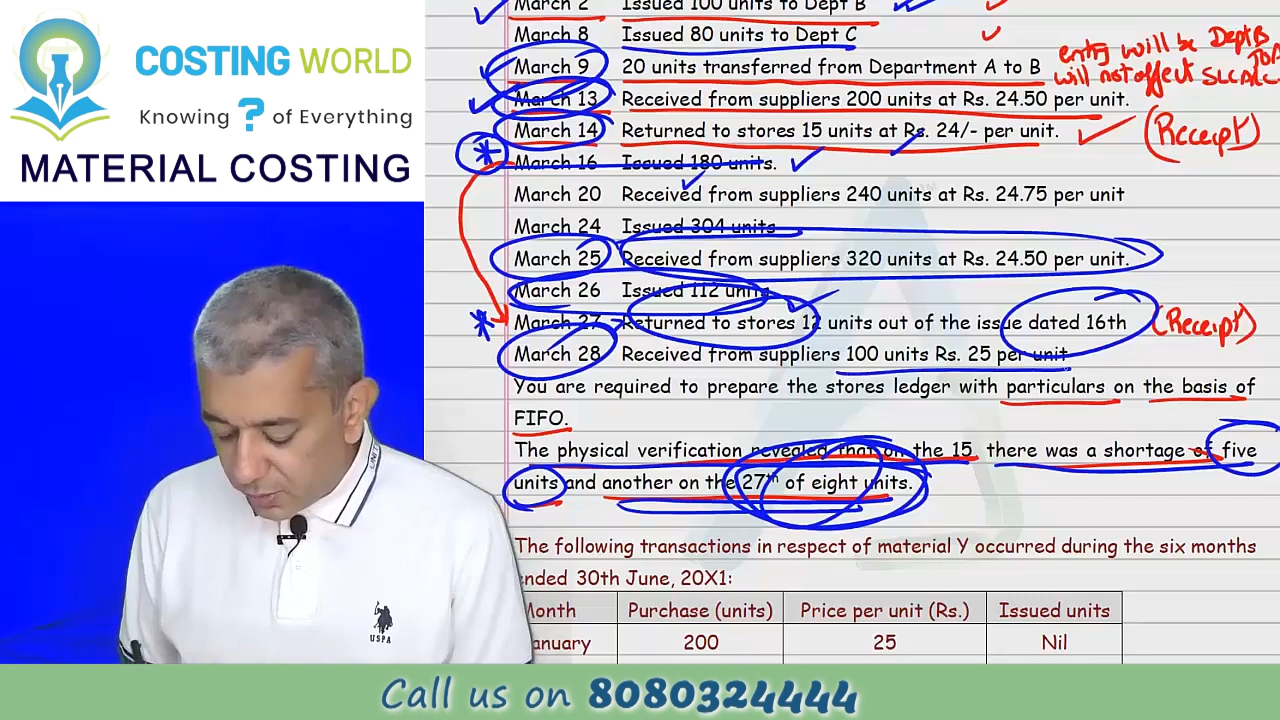 COSTING WORLD
Knowing ? of Everything
MATERIAL COSTING
March 2 Issued 100 units to Dept B
March 8 Issued 80 units to Dept C
March 9 20 units transferred from Department A to B
entry will be Dept B
will not affect SLC A/c
March 13 Received from suppliers 200 units at Rs. 24.50 per unit.
March 14 Returned to stores 15 units at Rs. 24/- per unit.
(Receipt)
March 16 Issued 180 units.
March 20 Received from suppliers 240 units at Rs. 24.75 per unit
March 24 Issued 304 units
March 25 Received from suppliers 320 units at Rs. 24.50 per unit.
March 26 Issued 112 units
March 27 Returned to stores 12 units out of the issue dated 16th
(Receipt)
March 28 Received from suppliers 100 units Rs. 25 per unit
You are required to prepare the stores ledger with particulars on the basis of
FIFO.
The physical verification revealed that on the 15 there was a shortage of five
units and another on the 27th of eight units.
The following transactions in respect of material Y occurred during the six months
ended 30th June, 20X1:
Month Purchase (units) Price per unit (Rs.) Issued units
January 200 25 Nil
USPA
Call us on 8080324444